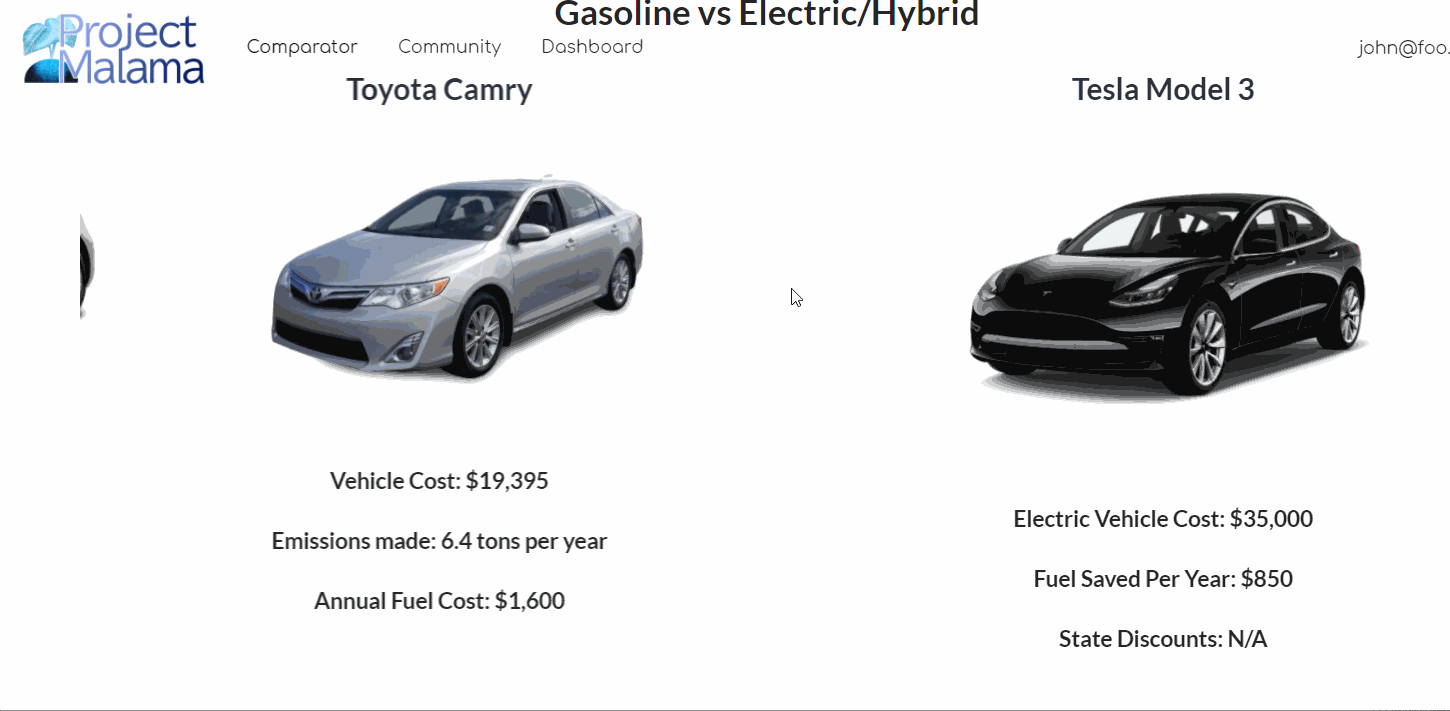 Gasoline vs Electric/Hybrid
Project
Malama
Comparator
Community
Dashboard
john@foo.
Toyota Camry
Tesla Model 3
Vehicle Cost: $19,395
Emissions made: 6.4 tons per year
Annual Fuel Cost: $1,600
Electric Vehicle Cost: $35,000
Fuel Saved Per Year: $850
State Discounts: N/A